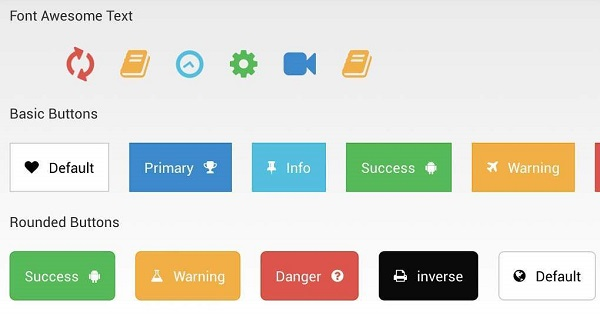 Font Awesome Text
Basic Buttons
Default Primary Info Success Warning
Rounded Buttons
Success Warning Danger inverse Default